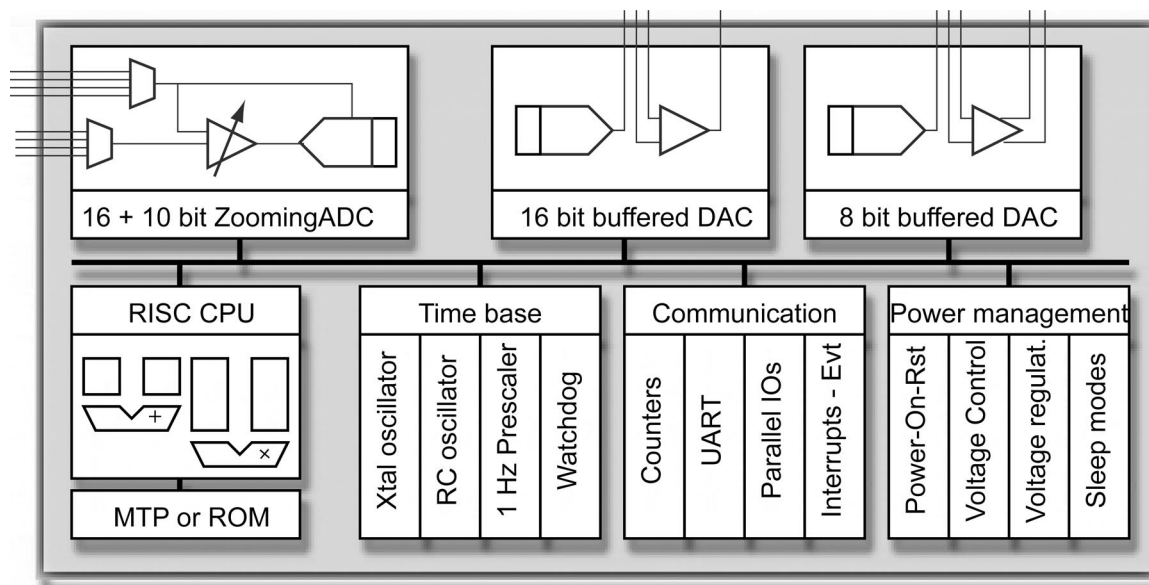 16 + 10 bit ZoomingADC
16 bit buffered DAC
8 bit buffered DAC
RISC CPU
+
×
MTP or ROM
Time base
Xtal oscillator
RC oscillator
1 Hz Prescaler
Watchdog
Communication
Counters
UART
Parallel IOs
Interrupts - Evt
Power management
Power-On-Rst
Voltage Control
Voltage regulat.
Sleep modes